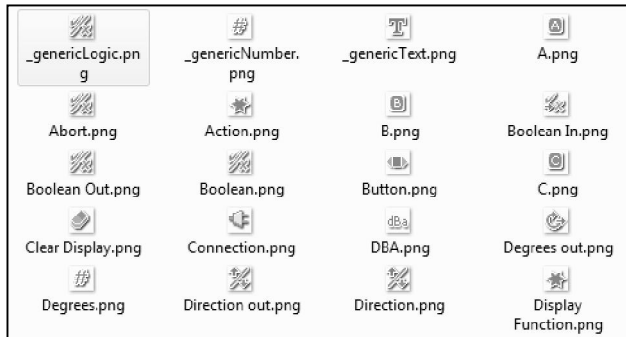 _genericLogic.pn
g
_genericNumber.
png
_genericText.png
A.png
Abort.png
Action.png
B.png
Boolean In.png
Boolean Out.png
Boolean.png
Button.png
C.png
Clear Display.png
Connection.png
DBA.png
Degrees out.png
Degrees.png
Direction out.png
Direction.png
Display
Function.png